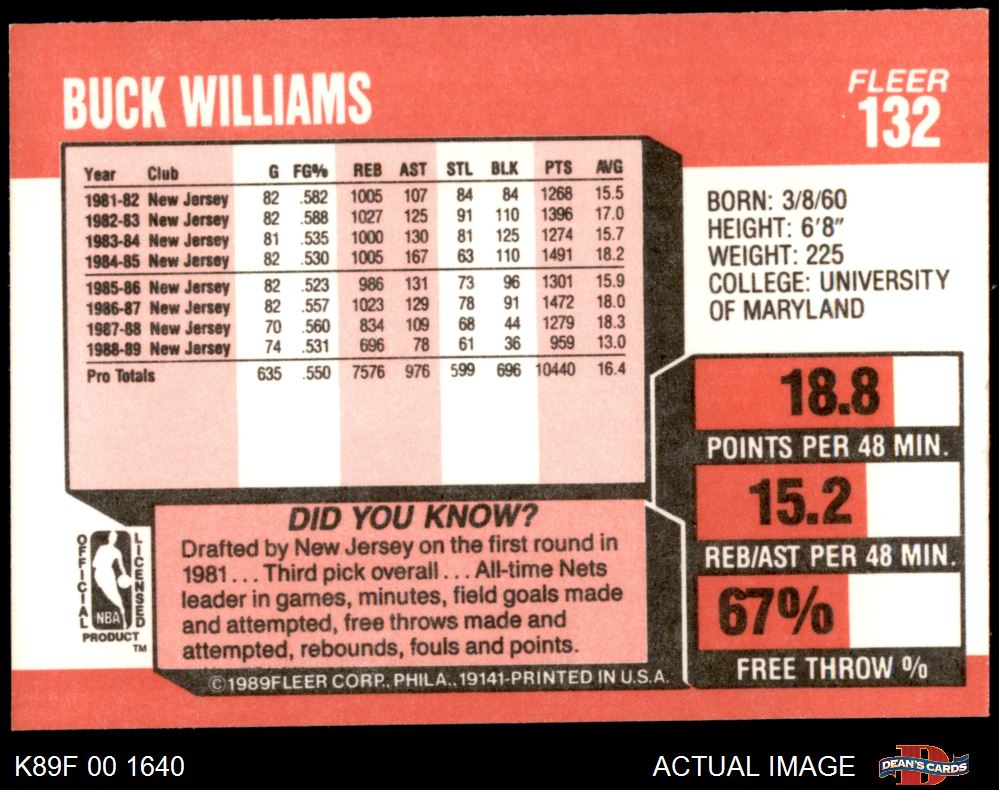 BUCK WILLIAMS
FLEER
132
Year Club G FG% REB AST STL BLK PTS AVG
1981-82 New Jersey 82 .582 1005 107 84 84 1268 15.5
1982-83 New Jersey 82 .588 1027 125 91 110 1396 17.0
1983-84 New Jersey 81 .535 1000 130 81 125 1274 15.7
1984-85 New Jersey 82 .530 1005 167 63 110 1491 18.2
1985-86 New Jersey 82 .523 986 131 73 96 1301 15.9
1986-87 New Jersey 82 .557 1023 129 78 91 1472 18.0
1987-88 New Jersey 70 .560 834 109 68 44 1279 18.3
1988-89 New Jersey 74 .531 696 78 61 36 959 13.0
Pro Totals 635 .550 7576 976 599 696 10440 16.4
BORN: 3/8/60
HEIGHT: 6'8"
WEIGHT: 225
COLLEGE: UNIVERSITY
OF MARYLAND
18.8
POINTS PER 48 MIN.
15.2
REB/AST PER 48 MIN.
67%
FREE THROW %
DID YOU KNOW?
Drafted by New Jersey on the first round in
1981 ... Third pick overall ... All-time Nets
leader in games, minutes, field goals made
and attempted, free throws made and
attempted, rebounds, fouls and points.
OFFICIAL
LICENSED
NBA
PRODUCT
TM
©1989 FLEER CORP., PHILA., 19141-PRINTED IN U.S.A.
K89F 00 1640
ACTUAL IMAGE
D
DEAN'S CARDS